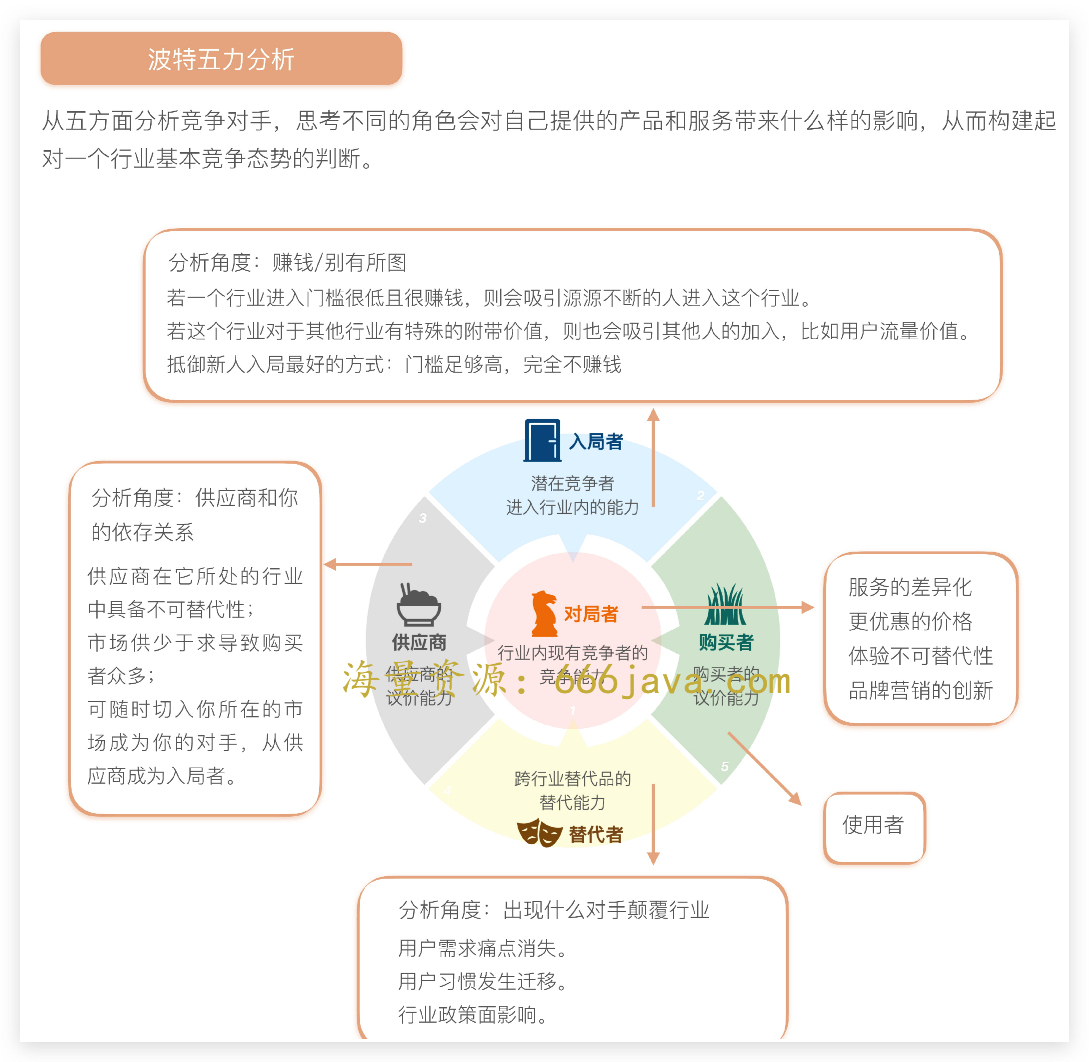 波特五力分析
从五方面分析竞争对手，思考不同的角色会对自己提供的产品和服务带来什么样的影响，从而构建起
对一个行业基本竞争态势的判断。
分析角度：赚钱/别有所图
若一个行业进入门槛很低且很赚钱，则会吸引源源不断的人进入这个行业。
若这个行业对于其他行业有特殊的附带价值，则也会吸引其他人的加入，比如用户流量价值。
抵御新人入局最好的方式：门槛足够高，完全不赚钱
入局者
潜在竞争者
进入行业内的能力
2
分析角度：供应商和你
的依存关系
供应商在它所处的行业
中具备不可替代性；
市场供少于求导致购买
者众多；
可随时切入你所在的市
场成为你的对手，从供
应商成为入局者。
3
供应商
供应商的
议价能力
对局者
行业内现有竞争者的
竞争能力
1
购买者
购买者的
议价能力
5
海量资源：666java.com
服务的差异化
更优惠的价格
体验不可替代性
品牌营销的创新
使用者
4
跨行业替代品的
替代能力
替代者
分析角度：出现什么对手颠覆行业
用户需求痛点消失。
用户习惯发生迁移。
行业政策面影响。